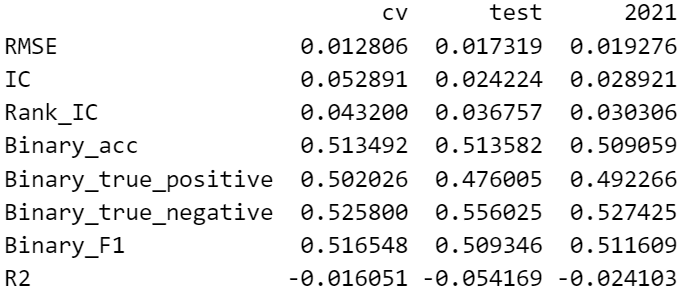 cv test 2021
RMSE 0.012806 0.017319 0.019276
IC 0.052891 0.024224 0.028921
Rank_IC 0.043200 0.036757 0.030306
Binary_acc 0.513492 0.513582 0.509059
Binary_true_positive 0.502026 0.476005 0.492266
Binary_true_negative 0.525800 0.556025 0.527425
Binary_F1 0.516548 0.509346 0.511609
R2 -0.016051 -0.054169 -0.024103